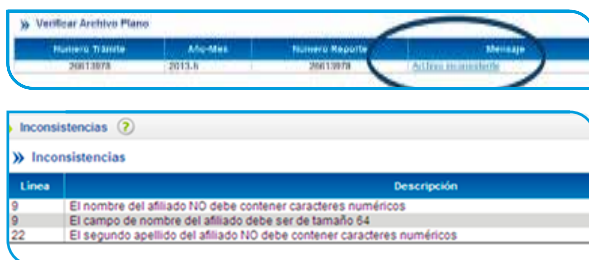 » Verificar Archivo Plano
Numero Trámite Año-Mes Numero Reporte Mensaje
26613978 2013-6 26613978 Archivo inconsistente
Inconsistencias ?
» Inconsistencias
Linea Descripción
9 El nombre del afiliado NO debe contener caracteres numéricos
9 El campo de nombre del afiliado debe ser de tamaño 64
22 El segundo apellido del afiliado NO debe contener caracteres numéricos